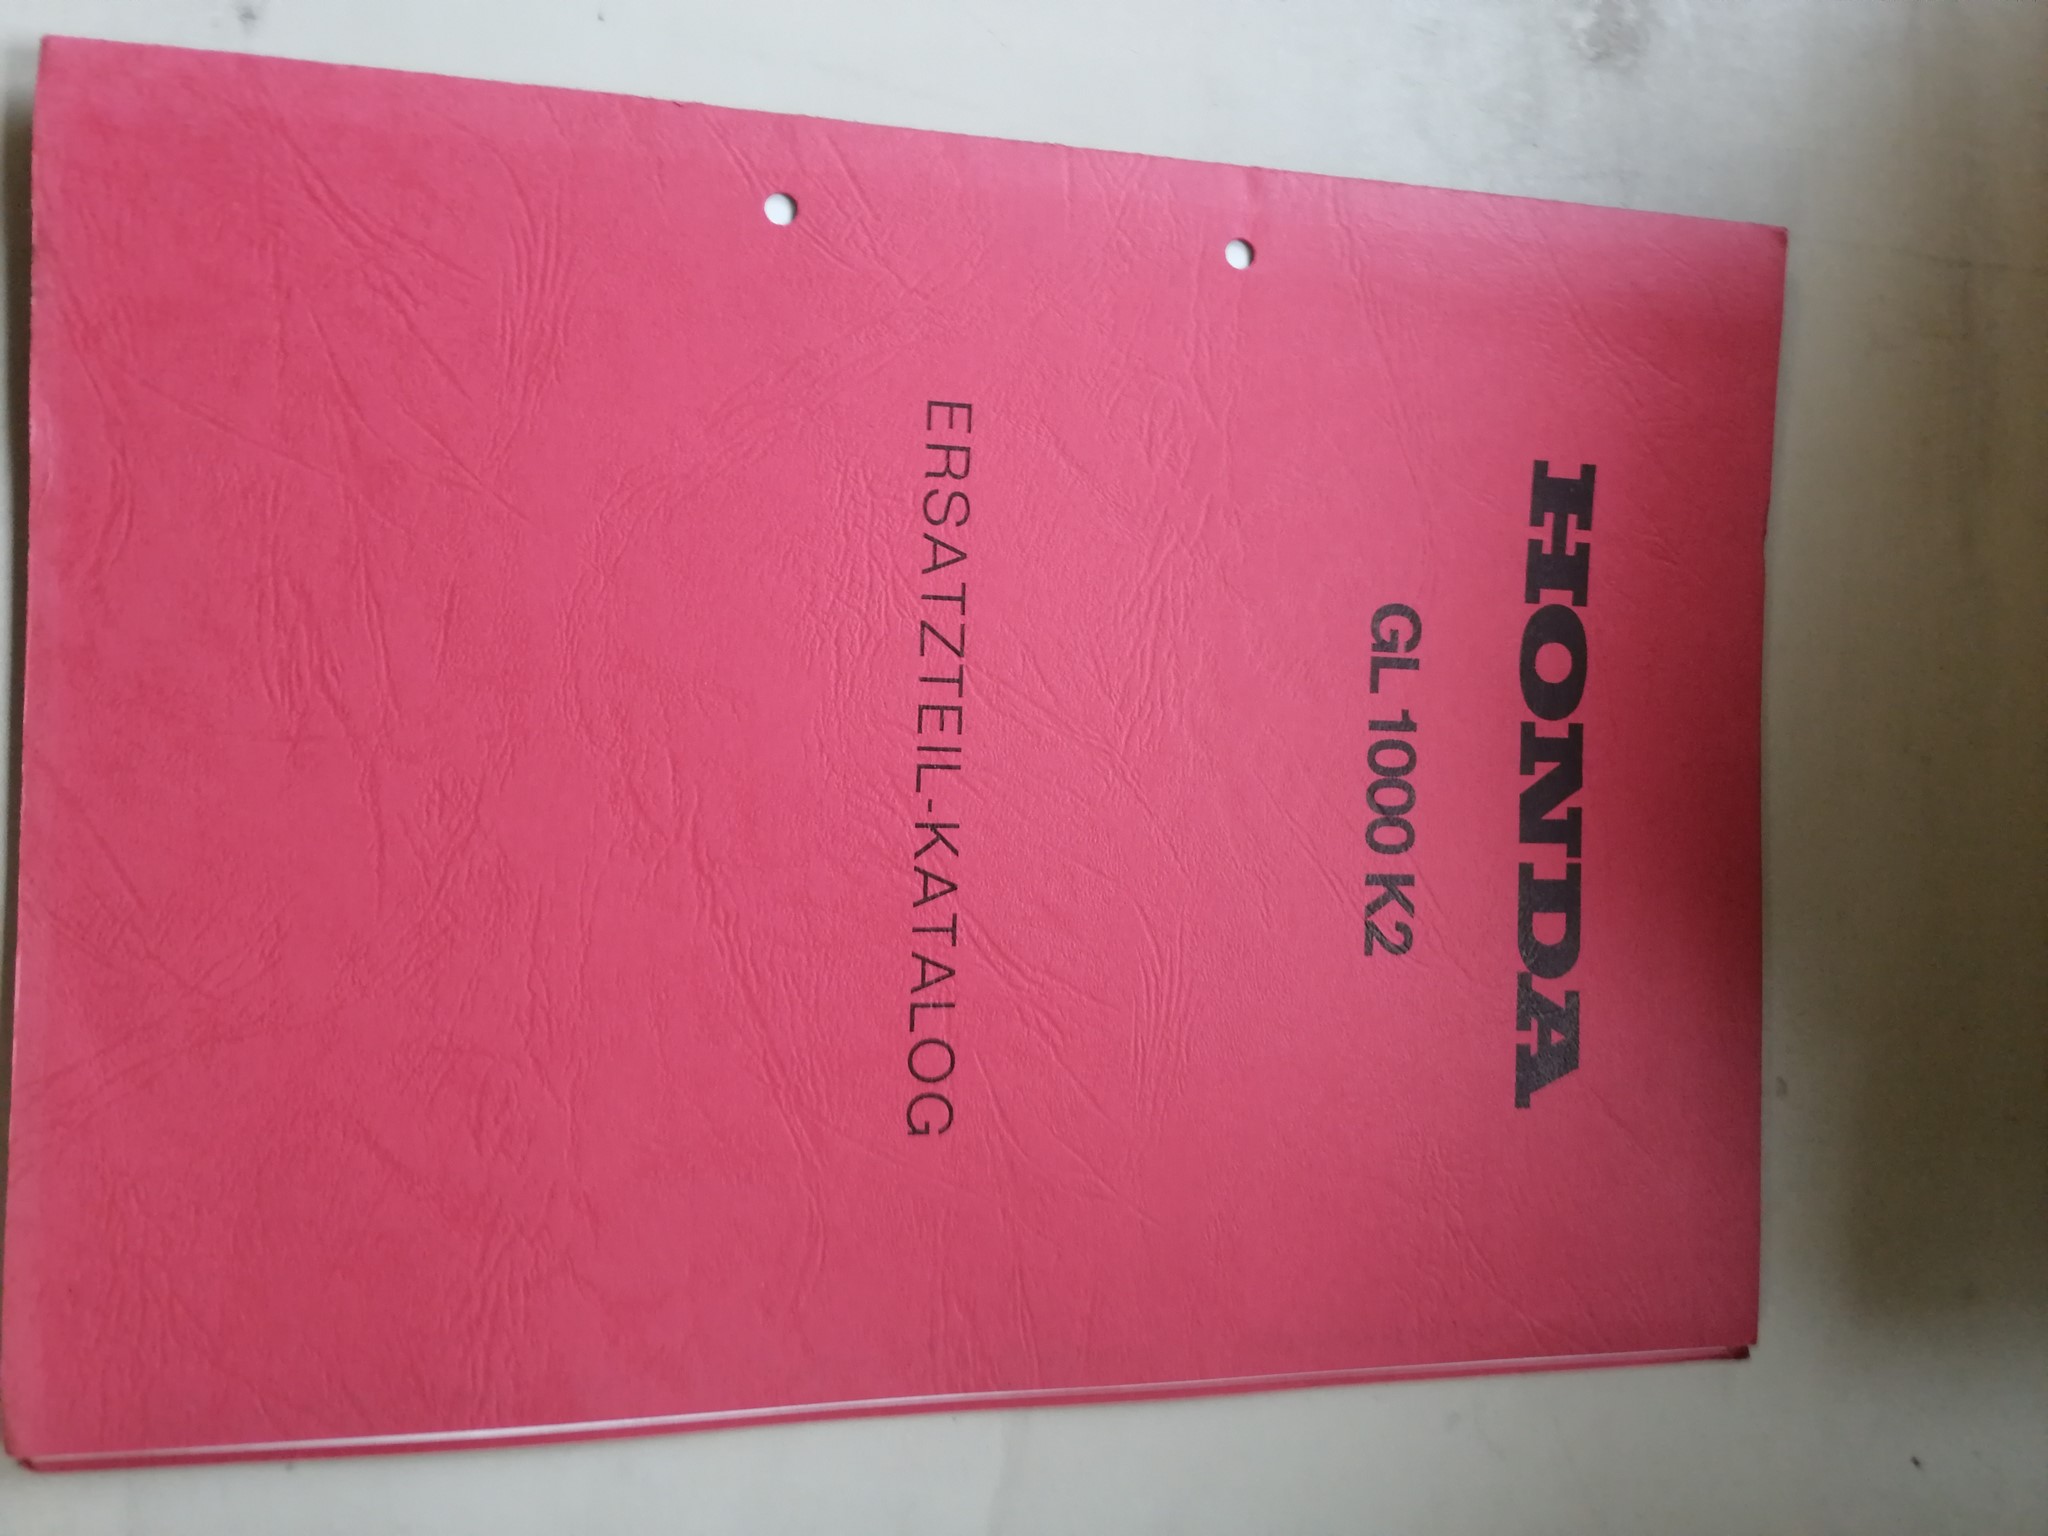 HONDA
GL 1000 K2
ERSATZTEIL-KATALOG